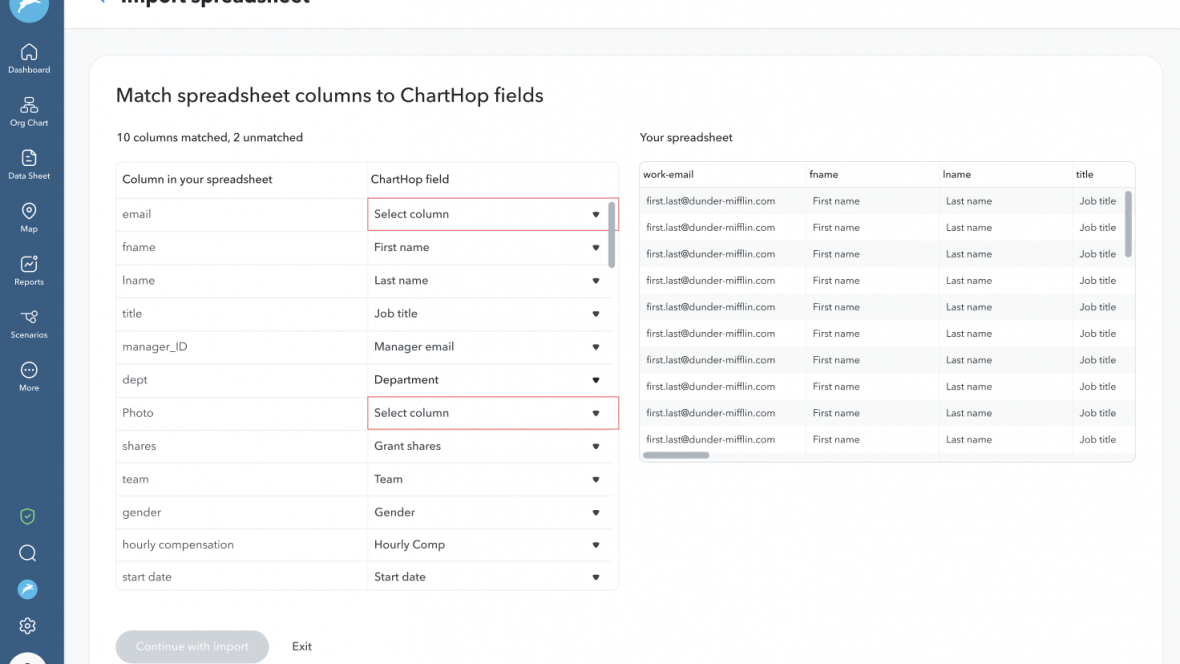 Import spreadsheet
Dashboard
Org Chart
Data Sheet
Map
Reports
Scenarios
More
Match spreadsheet columns to ChartHop fields
10 columns matched, 2 unmatched
Column in your spreadsheet ChartHop field
email Select column
fname First name
lname Last name
title Job title
manager_ID Manager email
dept Department
Photo Select column
shares Grant shares
team Team
gender Gender
hourly compensation Hourly Comp
start date Start date
Continue with import Exit
Your spreadsheet
work-email fname lname title
first.last@dunder-mifflin.com First name Last name Job title
first.last@dunder-mifflin.com First name Last name Job title
first.last@dunder-mifflin.com First name Last name Job title
first.last@dunder-mifflin.com First name Last name Job title
first.last@dunder-mifflin.com First name Last name Job title
first.last@dunder-mifflin.com First name Last name Job title
first.last@dunder-mifflin.com First name Last name Job title
first.last@dunder-mifflin.com First name Last name Job title
first.last@dunder-mifflin.com First name Last name Job title
first.last@dunder-mifflin.com First name Last name Job title